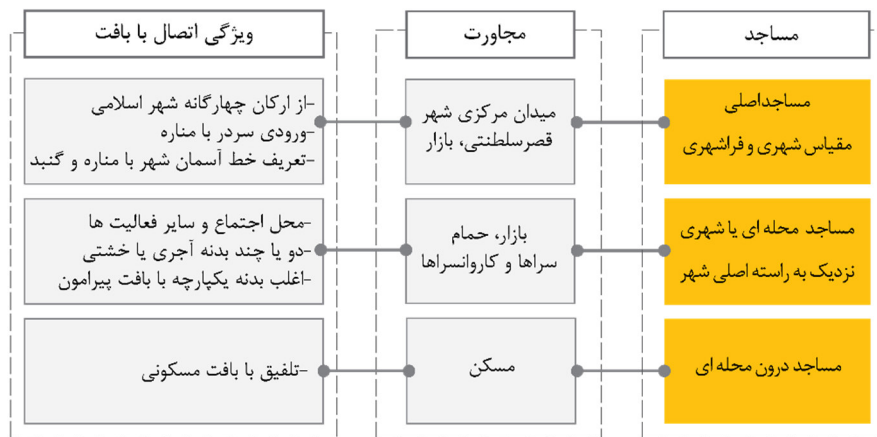 مساجد
مجاورت
ویژگی اتصال با بافت
مساجداصلی
مقیاس شهری و فراشهری
میدان مرکزی شهر
قصرسلطنتی، بازار
-از ارکان چهارگانه شهر اسلامی
-ورودی سردر با مناره
-تعریف خط آسمان شهر با مناره و گنبد
مساجد محله ای یا شهری
نزدیک به راسته اصلی شهر
بازار، حمام
سراها و کاروانسراها
-محل اجتماع و سایر فعالیت ها
-دو یا چند بدنه آجری یا خشتی
-اغلب بدنه یکپارچه با بافت پیرامون
مساجد درون محله ای
مسکن
-تلفیق با بافت مسکونی